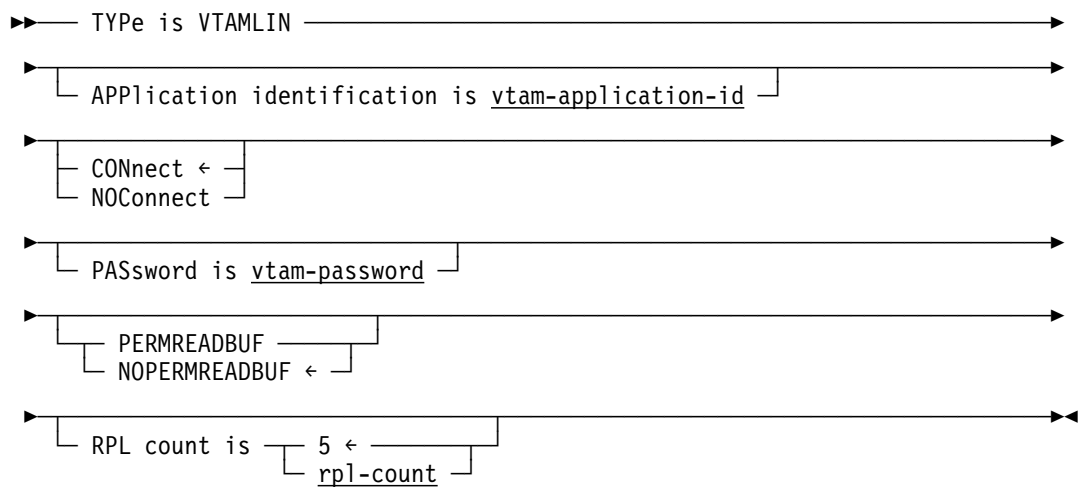 TYPe is VTAMLIN
APPlication identification is vtam-application-id
CONnect ←
NOConnect
PASsword is vtam-password
PERMREADBUF
NOPERMREADBUF ←
RPL count is 5 ←
rpl-count